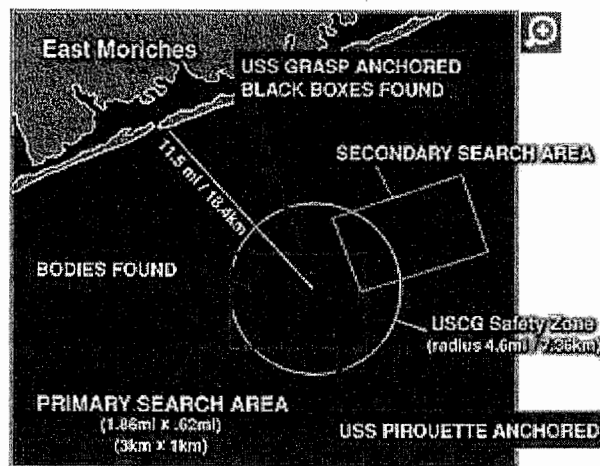 East Moriches
USS GRASP ANCHORED
BLACK BOXES FOUND
SECONDARY SEARCH AREA
11.5 mi / 18.4km
BODIES FOUND
USCG Safety Zone
(radius 4.6mi / 7.36km)
PRIMARY SEARCH AREA
(1.86mi x .62mi)
(3km x 1km)
USS PIROUETTE ANCHORED